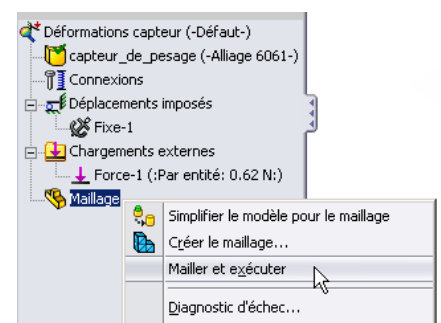 Déformations capteur (-Défaut-)
capteur_de_pesage (-Alliage 6061-)
Connexions
Déplacements imposés
Fixe-1
Chargements externes
Force-1 (:Par entité: 0.62 N:)
Maillage
Simplifier le modèle pour le maillage
Créer le maillage...
Mailler et exécuter
Diagnostic d'échec...